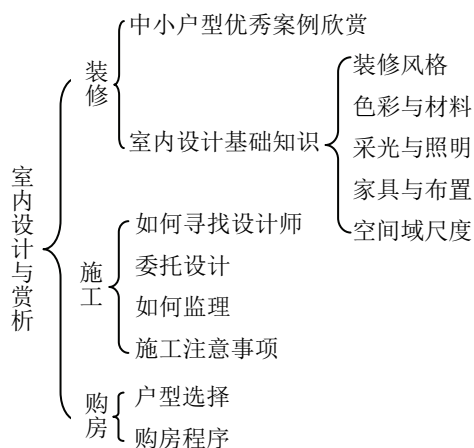 室内设计与赏析
装修
中小户型优秀案例欣赏
室内设计基础知识
装修风格
色彩与材料
采光与照明
家具与布置
空间域尺度
施工
如何寻找设计师
委托设计
如何监理
施工注意事项
购房
户型选择
购房程序